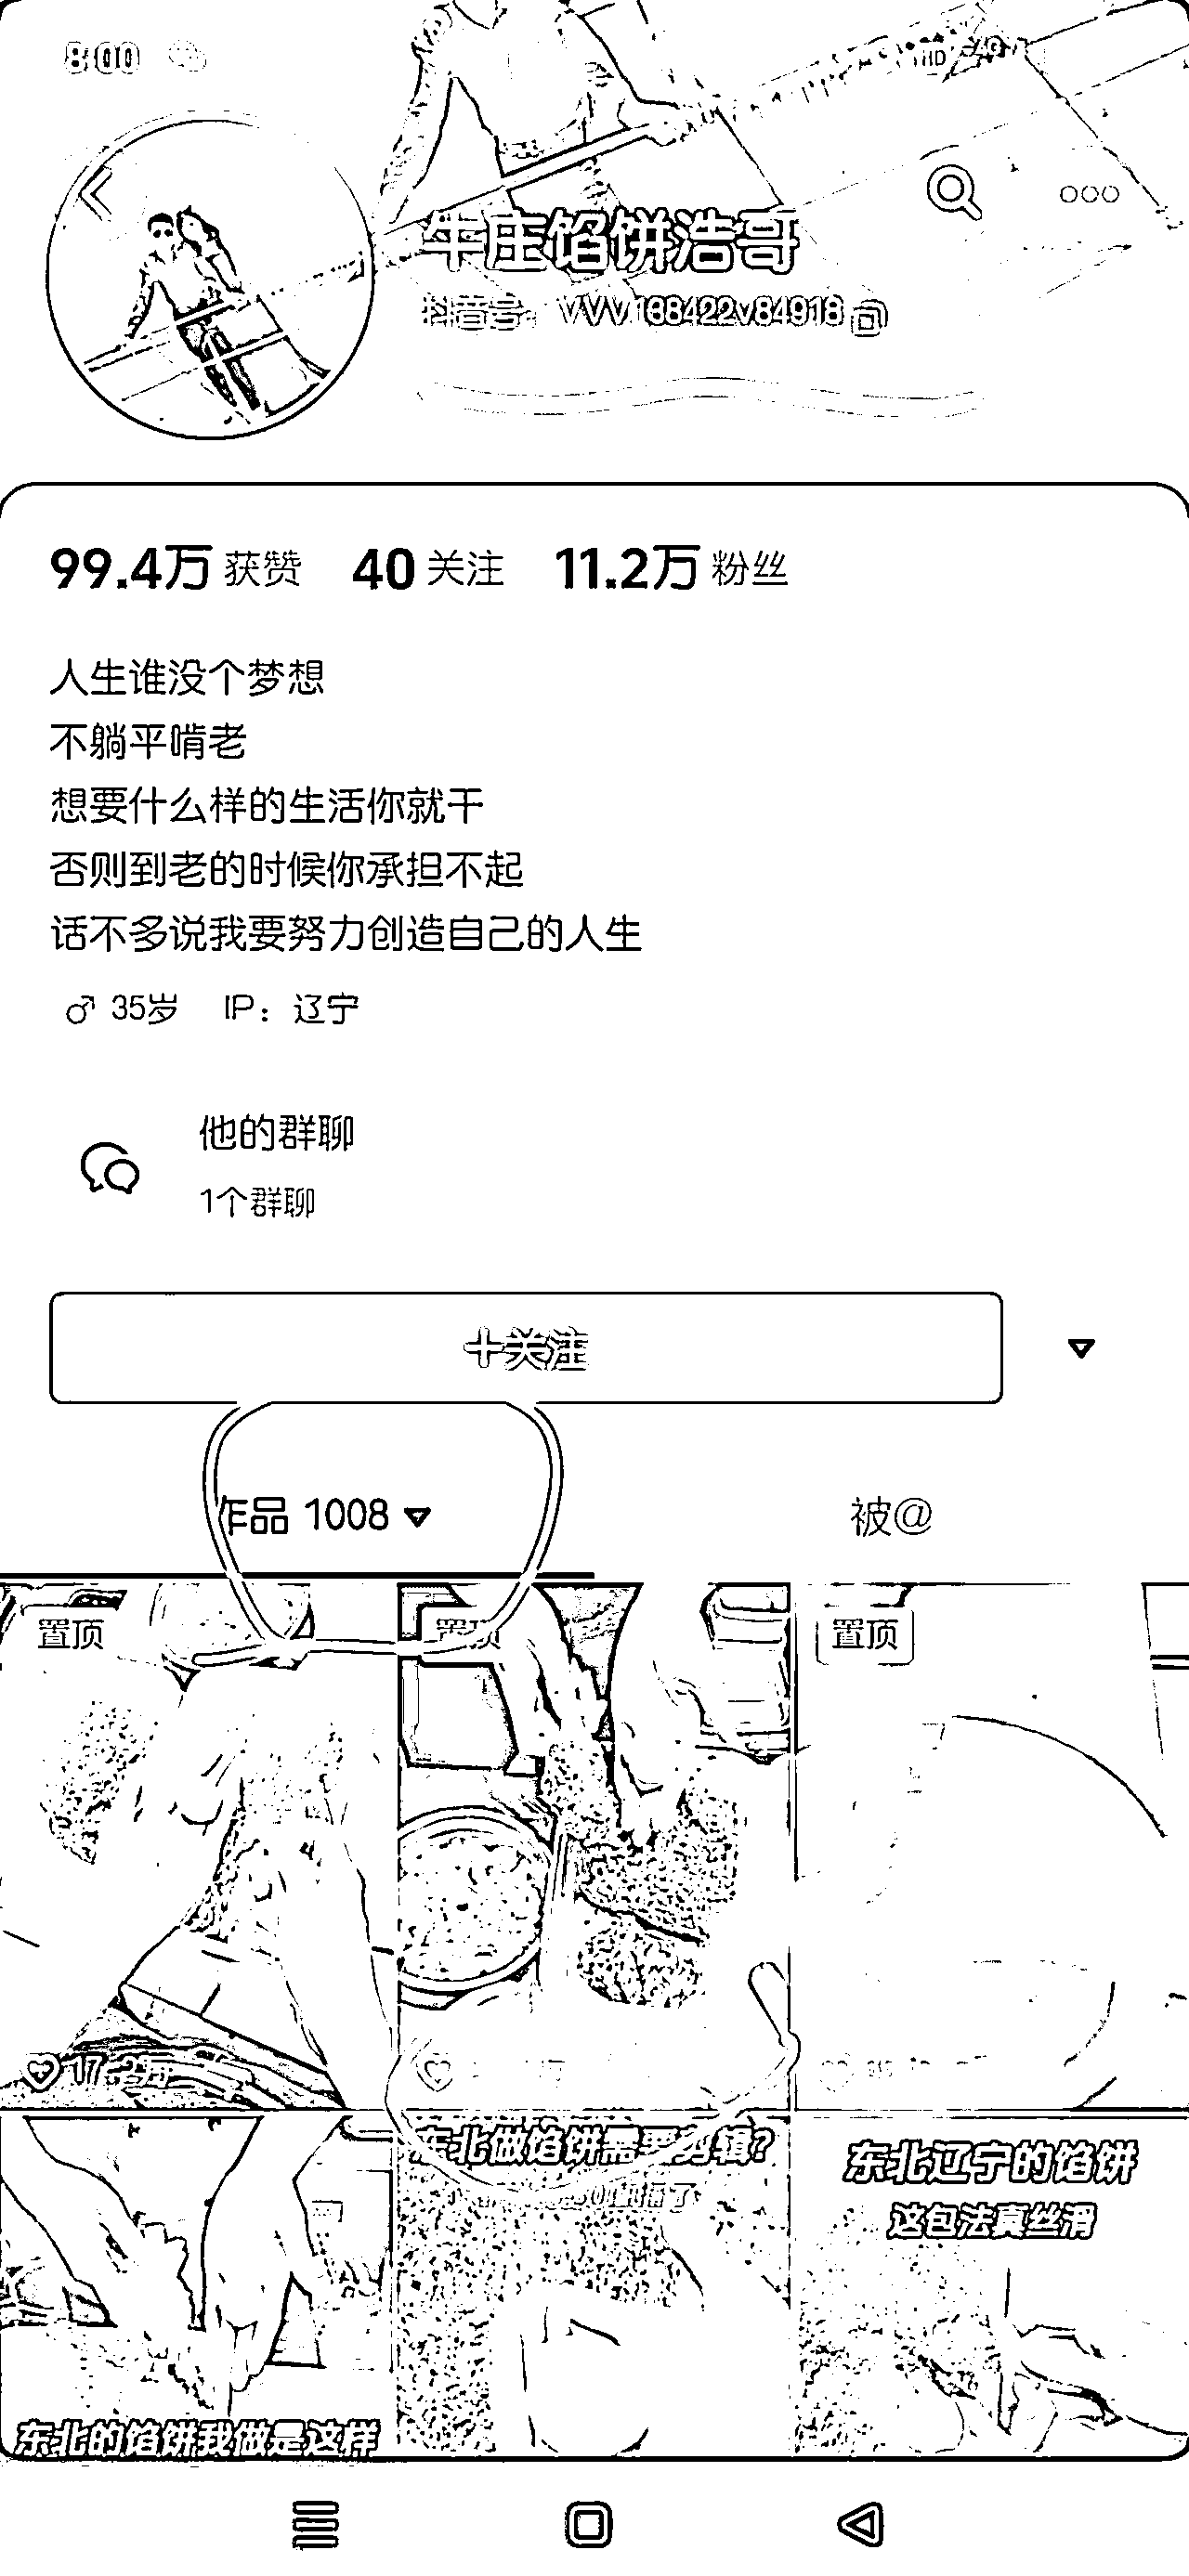 8:00
HD 4G
牛庄馅饼浩哥
抖音号：VVV138422v84918
99.4万 获赞 40 关注 11.2万 粉丝
人生谁没个梦想
不躺平啃老
想要什么样的生活你就干
否则到老的时候你承担不起
话不多说我要努力创造自己的人生
♂ 35岁 IP：辽宁
他的群聊
1个群聊
+关注
作品 1008 被@
置顶 置顶 置顶
17.2万
东北做馅饼需要剪辑?
东北辽宁的馅饼
这包法真丝滑
东北的馅饼我做是这样